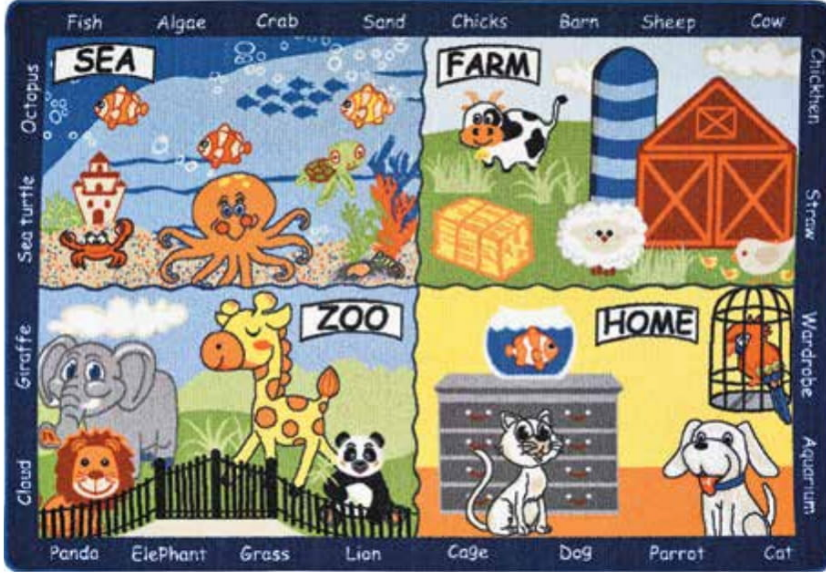 Fish Algae Crab Sand Chicks Barn Sheep Cow
Octopus
Sea turtle
Giraffe
Cloud
SEA
FARM
ZOO
HOME
Chickhen
Straw
Wardrobe
Aquarium
Panda ElePhant Grass Lion Cage Dog Parrot Cat